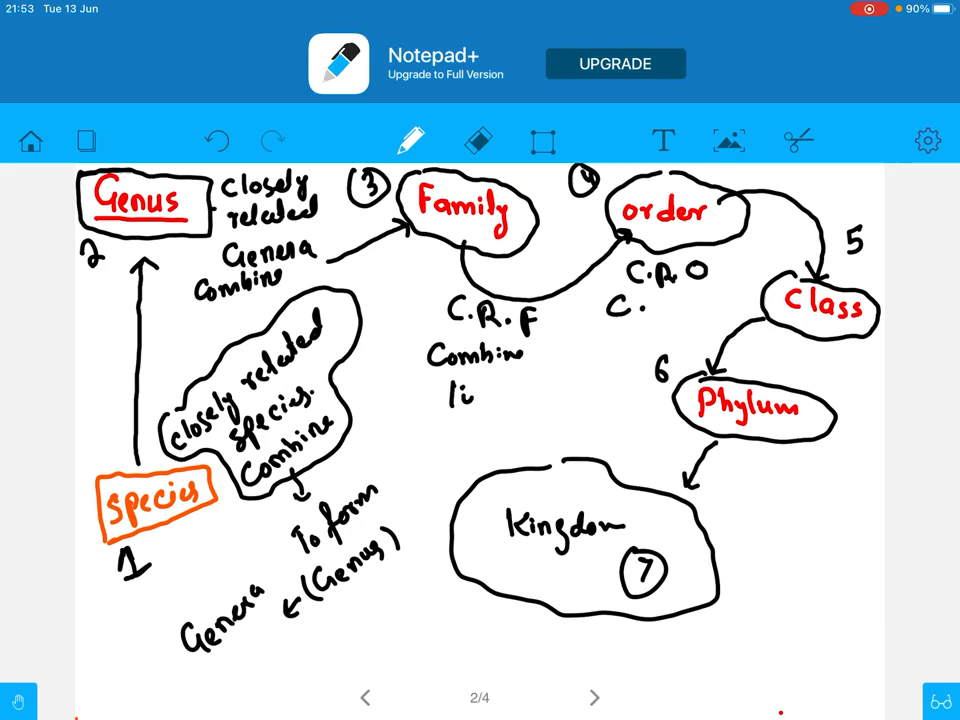 21:53 Tue 13 Jun
90%
Notepad+
Upgrade to Full Version
UPGRADE
T
Genus
2
Closely
related
Genera
Combine
3
Family
4
order
5
Class
C.R.O
C.
C.R.F
Combine
6
Phylum
Closely related
species.
Combine
Species
1
To form
(Genus)
Genera
Kingdom
7
2/4